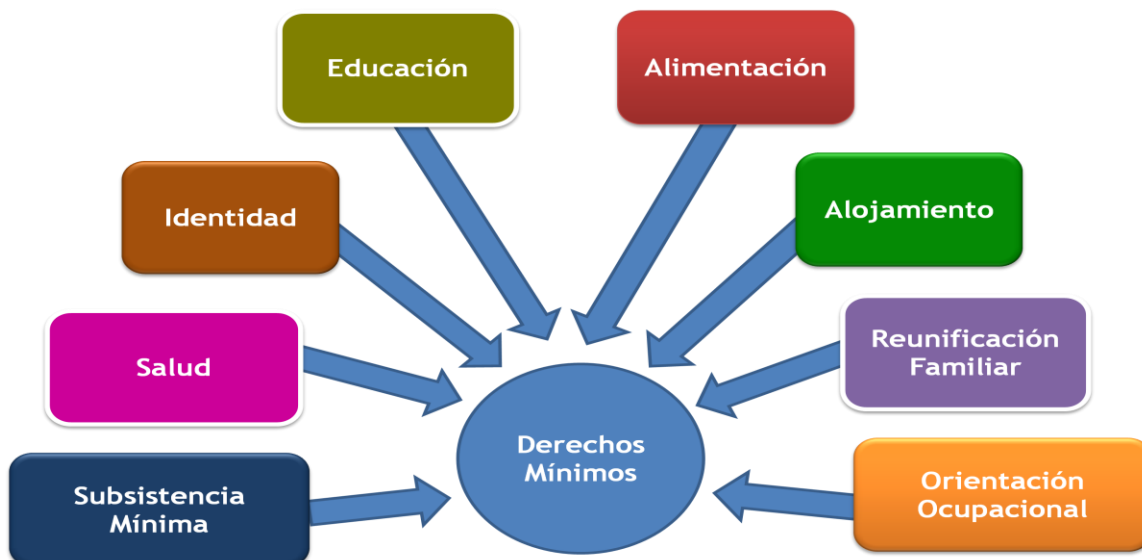 Educación
Alimentación
Identidad
Alojamiento
Salud
Reunificación
Familiar
Derechos
Mínimos
Subsistencia
Mínima
Orientación
Ocupacional